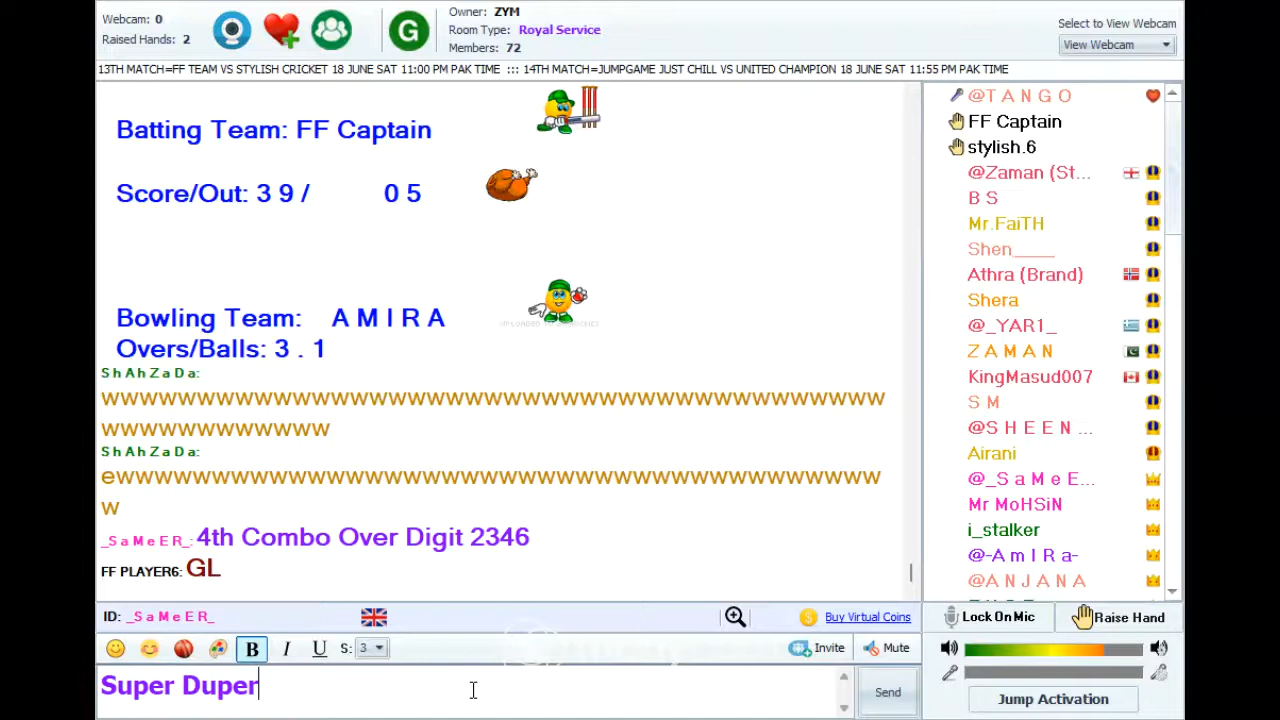 Webcam: 0
Raised Hands: 2
G
Owner: ZYM
Room Type: Royal Service
Members: 72
Select to View Webcam
View Webcam
13TH MATCH=FF TEAM VS STYLISH CRICKET 18 JUNE SAT 11:00 PM PAK TIME ::: 14TH MATCH=JUMPGAME JUST CHILL VS UNITED CHAMPION 18 JUNE SAT 11:55 PM PAK TIME
Batting Team: FF Captain
Score/Out: 3 9 / 0 5
Bowling Team: A M I R A
Overs/Balls: 3 . 1
S h A h Z a D a:
wwwwwwwwwwwwwwwwwwwwwwwwwwwwwwwwwwwwwwwww
wwwwwwwwwwww
S h A h Z a D a:
ewwwwwwwwwwwwwwwwwwwwwwwwwwwwwwwwwwwwwwww
w
_S a M e E R_: 4th Combo Over Digit 2346
FF PLAYER6: GL
@T A N G O
FF Captain
stylish.6
@Zaman (St...
B S
Mr.FaiTH
Shen____
Athra (Brand)
Shera
@_YAR1_
Z A M A N
KingMasud007
S M
@S H E E N ...
Airani
@_S a M e E...
Mr MoHSiN
i_stalker
@-A m I R a-
@A N J A N A
ID: _S a M e E R_
Buy Virtual Coins
Lock On Mic
Raise Hand
B I U S: 3
Invite
Mute
Super Duper
Send
Jump Activation